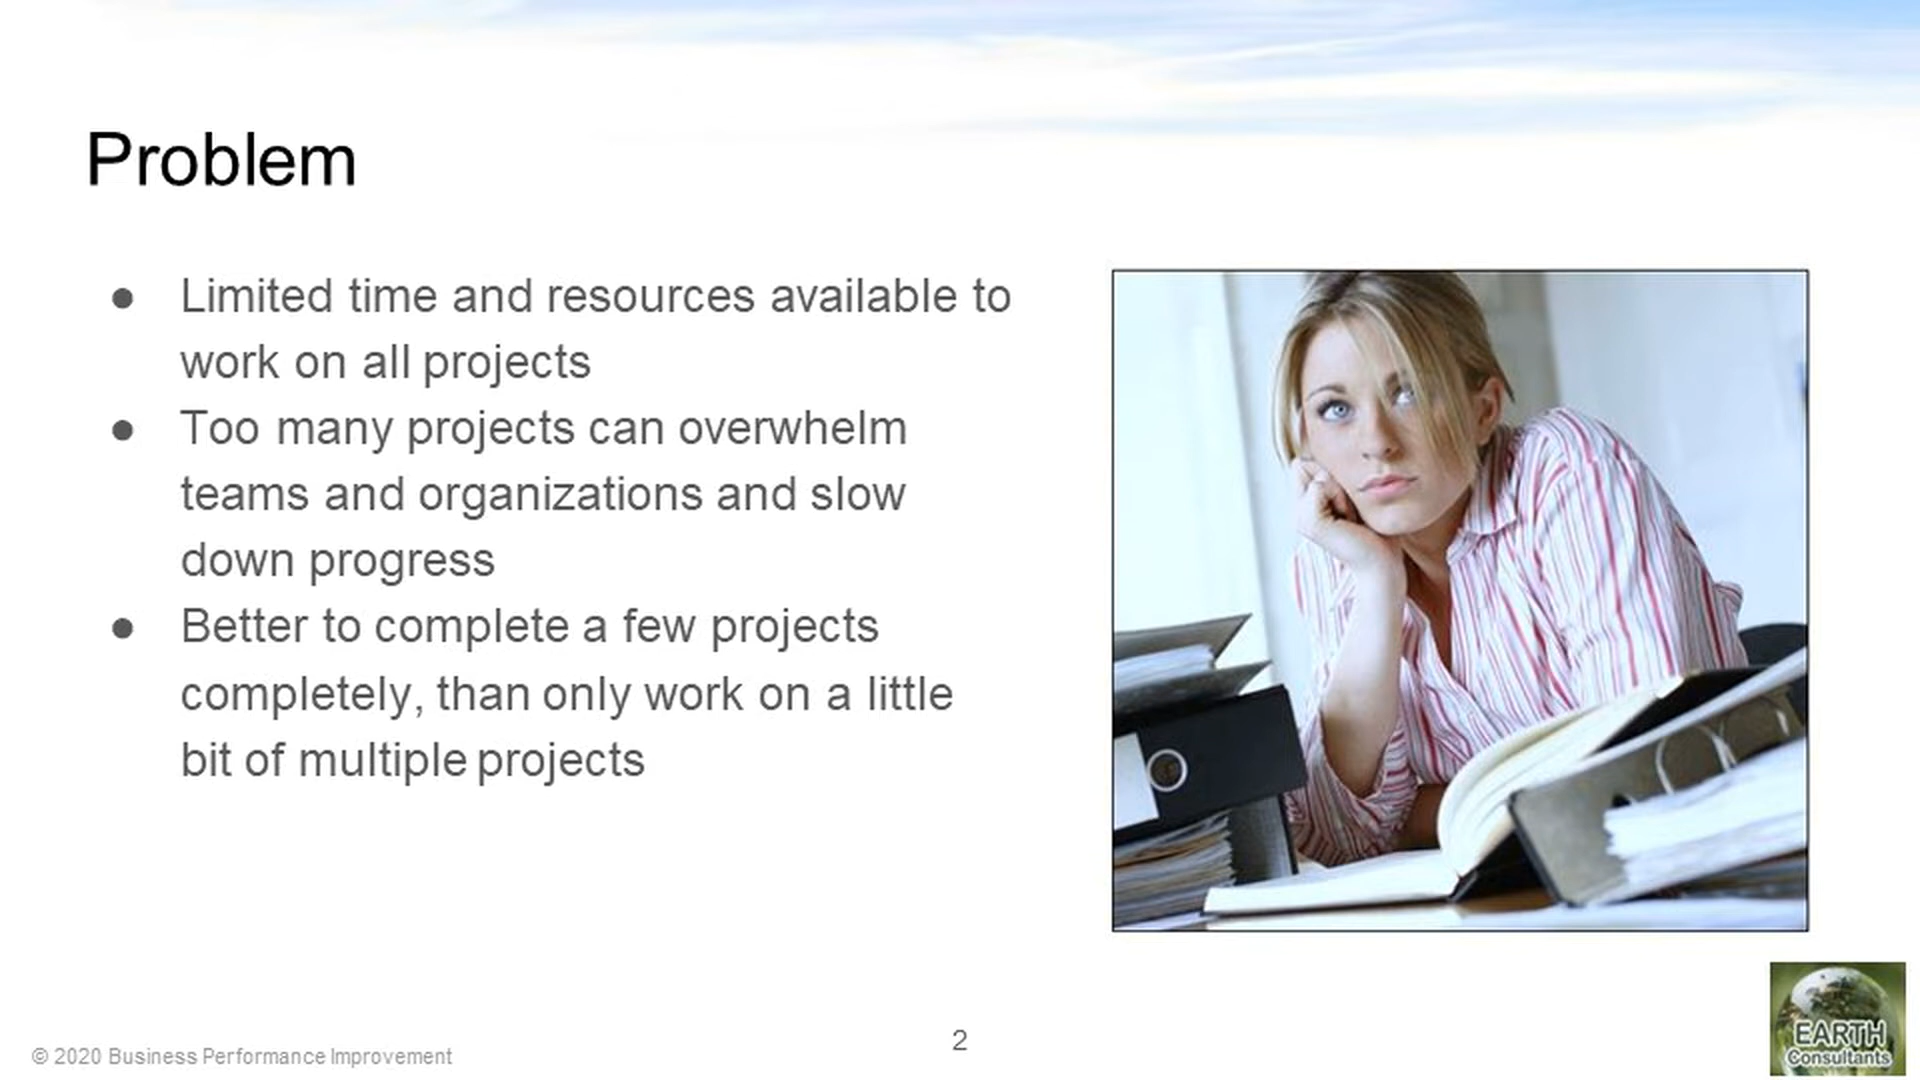 Problem
● Limited time and resources available to
work on all projects
● Too many projects can overwhelm
teams and organizations and slow
down progress
● Better to complete a few projects
completely, than only work on a little
bit of multiple projects
© 2020 Business Performance Improvement
2
EARTH
Consultants